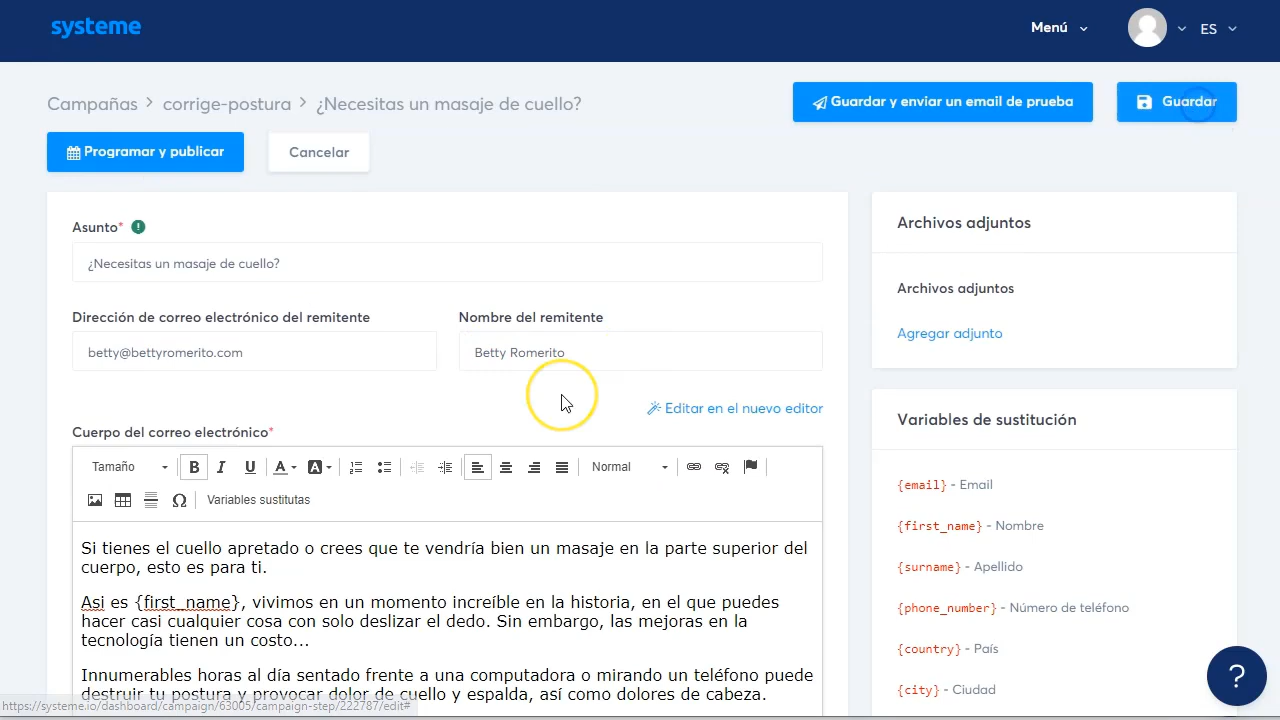 systeme
Menú
ES
Campañas > corrige-postura > ¿Necesitas un masaje de cuello?
Guardar y enviar un email de prueba
Guardar
Programar y publicar
Cancelar
Asunto*
¿Necesitas un masaje de cuello?
Dirección de correo electrónico del remitente
Nombre del remitente
betty@bettyromerito.com
Betty Romerito
Editar en el nuevo editor
Cuerpo del correo electrónico*
Tamaño
B I U A A
Normal
Variables sustitutas
Si tienes el cuello apretado o crees que te vendría bien un masaje en la parte superior del
cuerpo, esto es para ti.
Asi es {first_name}, vivimos en un momento increíble en la historia, en el que puedes
hacer casi cualquier cosa con solo deslizar el dedo. Sin embargo, las mejoras en la
tecnología tienen un costo...
Innumerables horas al día sentado frente a una computadora o mirando un teléfono puede
destruir tu postura y provocar dolor de cuello y espalda, así como dolores de cabeza.
Archivos adjuntos
Archivos adjuntos
Agregar adjunto
Variables de sustitución
{email} - Email
{first_name} - Nombre
{surname} - Apellido
{phone_number} - Número de teléfono
{country} - País
{city} - Ciudad
?
https://systeme.io/dashboard/campaign/63005/campaign-step/222787/edit#